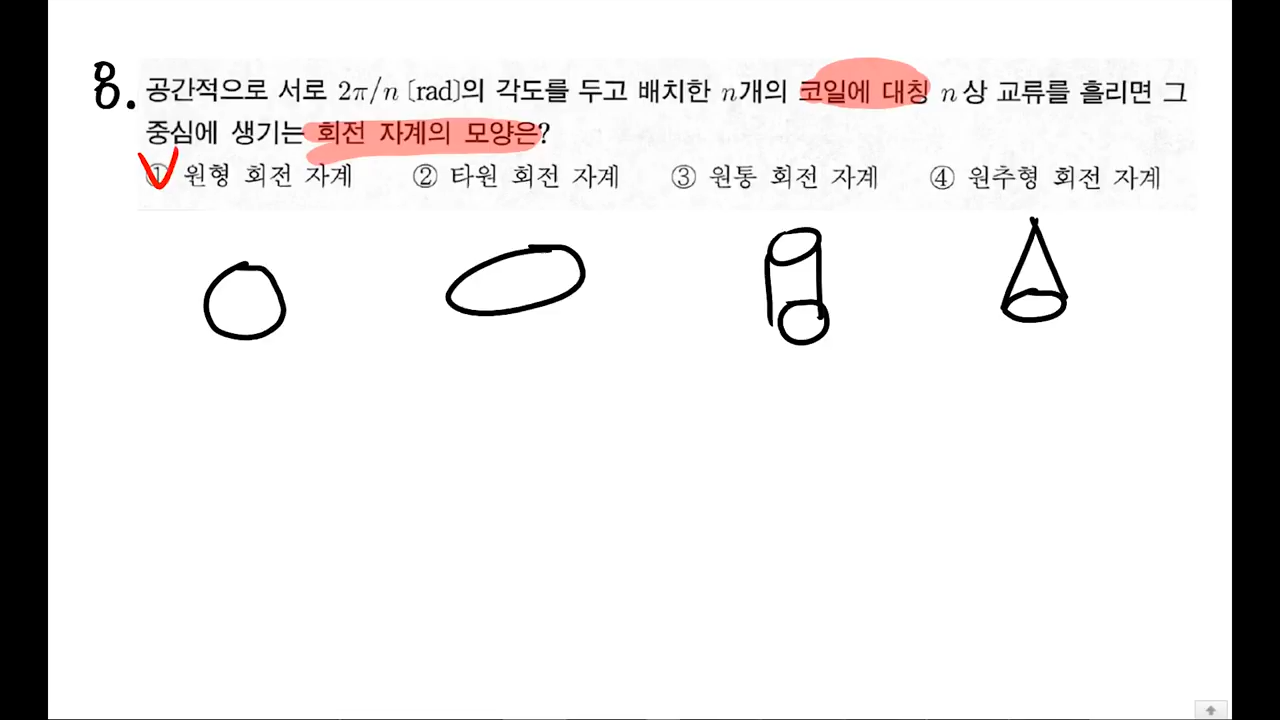 8. 공간적으로 서로 2π/n [rad]의 각도를 두고 배치한 n개의 코일에 대칭 n상 교류를 흘리면 그
중심에 생기는 회전 자계의 모양은?
① 원형 회전 자계 ② 타원 회전 자계 ③ 원통 회전 자계 ④ 원추형 회전 자계